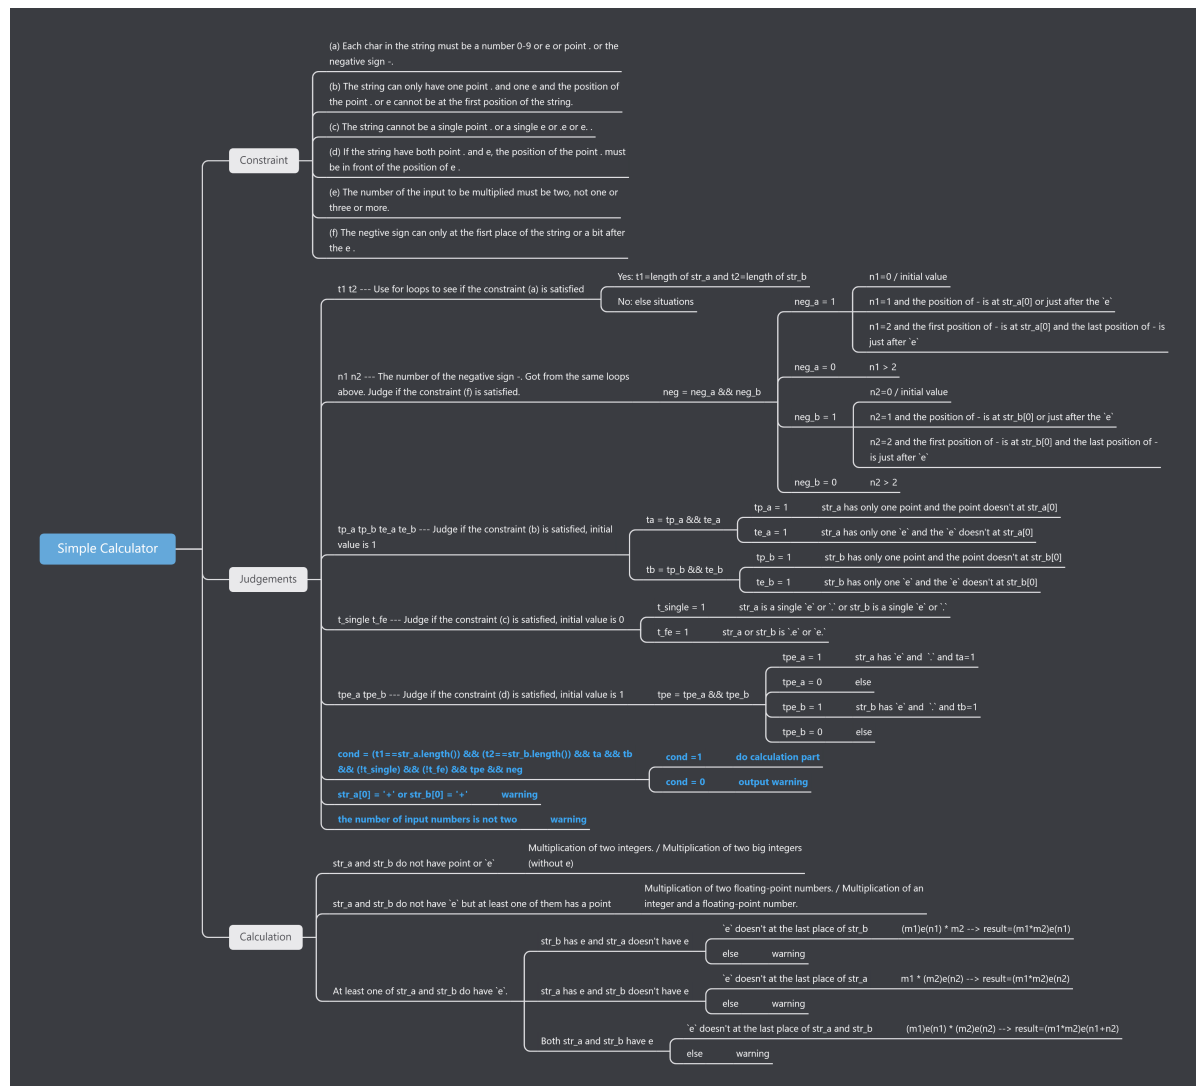 Simple Calculator
Constraint
(a) Each char in the string must be a number 0-9 or e or point . or the
negative sign -.
(b) The string can only have one point . and one e and the position of
the point . or e cannot be at the first position of the string.
(c) The string cannot be a single point . or a single e or .e or e. .
(d) If the string have both point . and e, the position of the point . must
be in front of the position of e .
(e) The number of the input to be multiplied must be two, not one or
three or more.
(f) The negtive sign can only at the fisrt place of the string or a bit after
the e .
Judgements
t1 t2 --- Use for loops to see if the constraint (a) is satisfied
Yes: t1=length of str_a and t2=length of str_b
No: else situations
n1 n2 --- The number of the negative sign -. Got from the same loops
above. Judge if the constraint (f) is satisfied.
neg = neg_a && neg_b
neg_a = 1
n1=0 / initial value
n1=1 and the position of - is at str_a[0] or just after the `e`
n1=2 and the first position of - is at str_a[0] and the last position of - is
just after `e`
neg_a = 0
n1 > 2
neg_b = 1
n2=0 / initial value
n2=1 and the position of - is at str_b[0] or just after the `e`
n2=2 and the first position of - is at str_b[0] and the last position of -
is just after `e`
neg_b = 0
n2 > 2
tp_a tp_b te_a te_b --- Judge if the constraint (b) is satisfied, initial
value is 1
ta = tp_a && te_a
tp_a = 1
str_a has only one point and the point doesn't at str_a[0]
te_a = 1
str_a has only one `e` and the `e` doesn't at str_a[0]
tb = tp_b && te_b
tp_b = 1
str_b has only one point and the point doesn't at str_b[0]
te_b = 1
str_b has only one `e` and the `e` doesn't at str_b[0]
t_single t_fe --- Judge if the constraint (c) is satisfied, initial value is 0
t_single = 1
str_a is a single `e` or `.` or str_b is a single `e` or `.`
t_fe = 1
str_a or str_b is `.e` or `e.`
tpe_a tpe_b --- Judge if the constraint (d) is satisfied, initial value is 1
tpe = tpe_a && tpe_b
tpe_a = 1
str_a has `e` and `.` and ta=1
tpe_a = 0
else
tpe_b = 1
str_b has `e` and `.` and tb=1
tpe_b = 0
else
cond = (t1==str_a.length()) && (t2==str_b.length()) && ta && tb
&& (!t_single) && (!t_fe) && tpe && neg
cond =1
do calculation part
cond = 0
output warning
str_a[0] = '+' or str_b[0] = '+'
warning
the number of input numbers is not two
warning
Calculation
str_a and str_b do not have point or `e`
Multiplication of two integers. / Multiplication of two big integers
(without e)
str_a and str_b do not have `e` but at least one of them has a point
Multiplication of two floating-point numbers. / Multiplication of an
integer and a floating-point number.
At least one of str_a and str_b do have `e`.
str_b has e and str_a doesn't have e
`e` doesn't at the last place of str_b
(m1)e(n1) * m2 --> result=(m1*m2)e(n1)
else
warning
str_a has e and str_b doesn't have e
`e` doesn't at the last place of str_a
m1 * (m2)e(n2) --> result=(m1*m2)e(n2)
else
warning
Both str_a and str_b have e
`e` doesn't at the last place of str_a and str_b
(m1)e(n1) * (m2)e(n2) --> result=(m1*m2)e(n1+n2)
else
warning